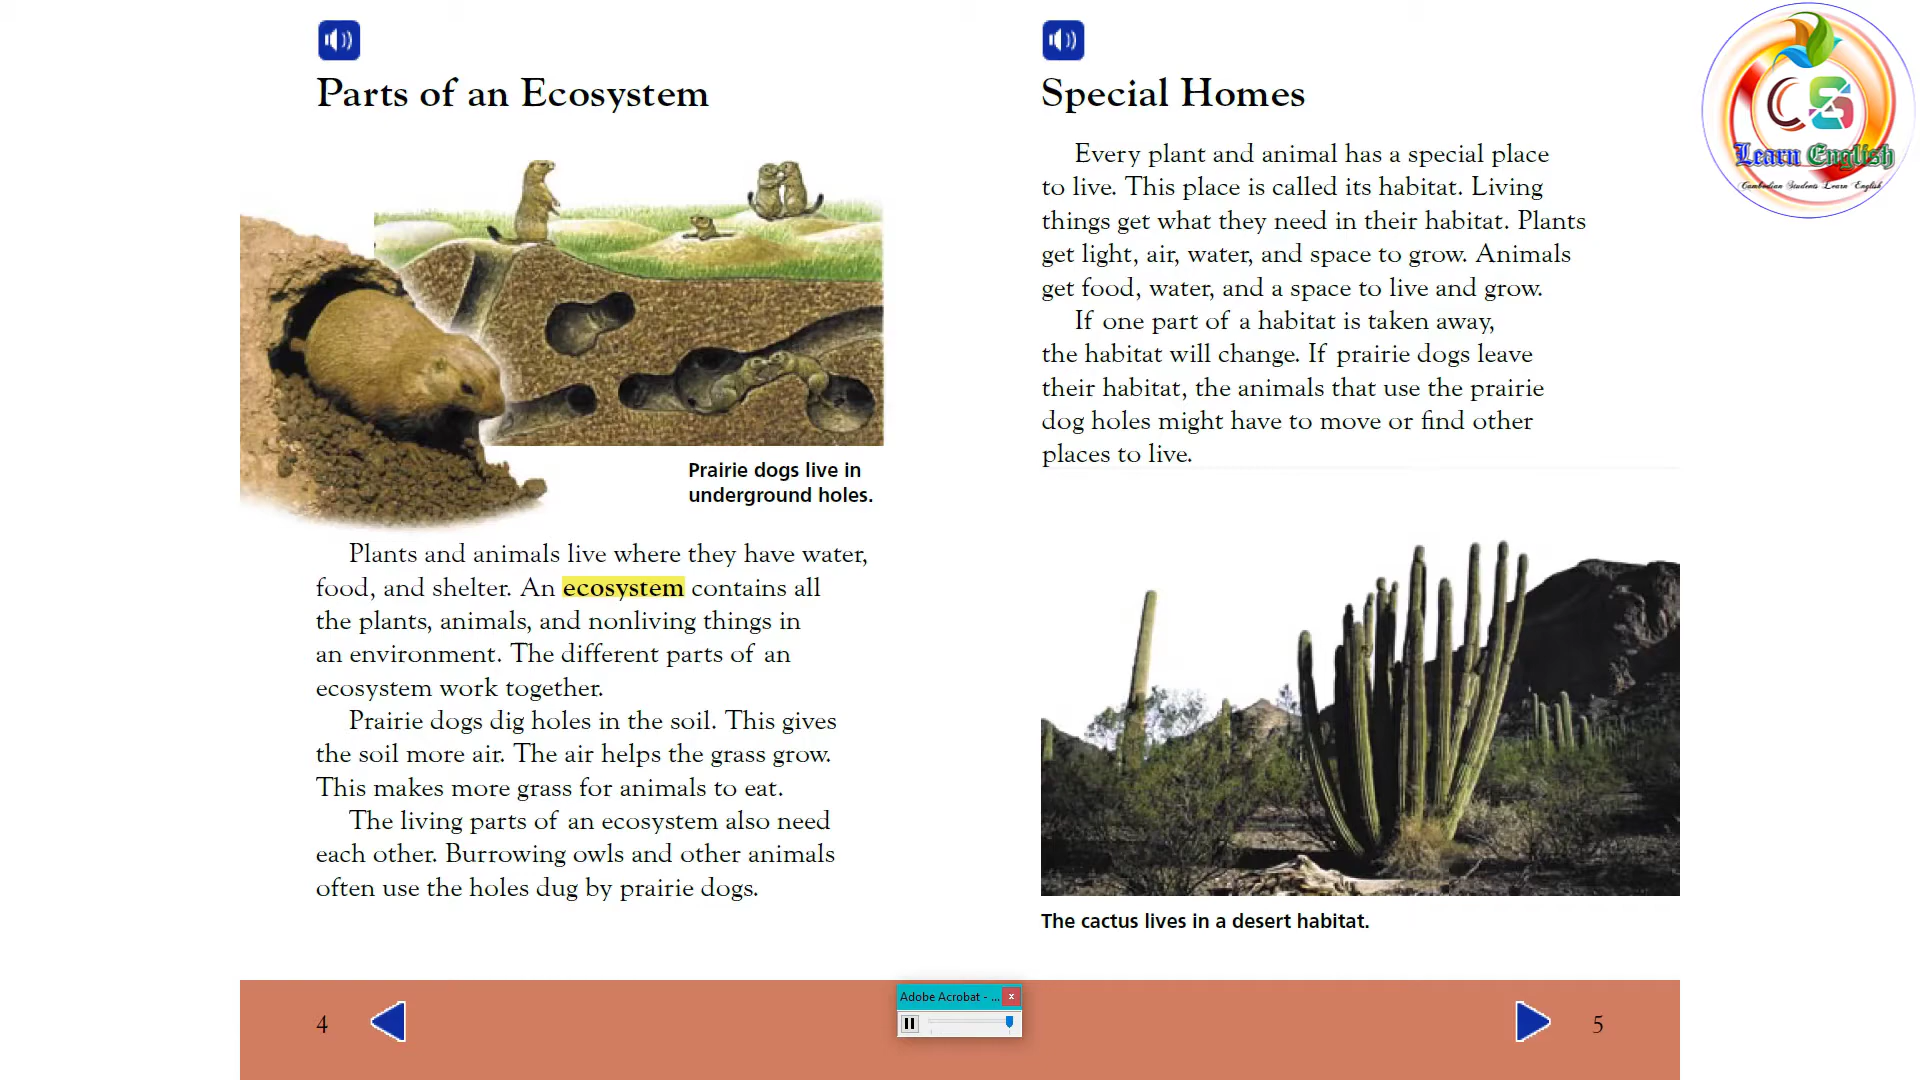 Parts of an Ecosystem
Prairie dogs live in
underground holes.
Plants and animals live where they have water,
food, and shelter. An ecosystem contains all
the plants, animals, and nonliving things in
an environment. The different parts of an
ecosystem work together.
Prairie dogs dig holes in the soil. This gives
the soil more air. The air helps the grass grow.
This makes more grass for animals to eat.
The living parts of an ecosystem also need
each other. Burrowing owls and other animals
often use the holes dug by prairie dogs.
4
Special Homes
Every plant and animal has a special place
to live. This place is called its habitat. Living
things get what they need in their habitat. Plants
get light, air, water, and space to grow. Animals
get food, water, and a space to live and grow.
If one part of a habitat is taken away,
the habitat will change. If prairie dogs leave
their habitat, the animals that use the prairie
dog holes might have to move or find other
places to live.
The cactus lives in a desert habitat.
5
Adobe Acrobat - ...
CS
Learn English
Cambodian Students Learn English